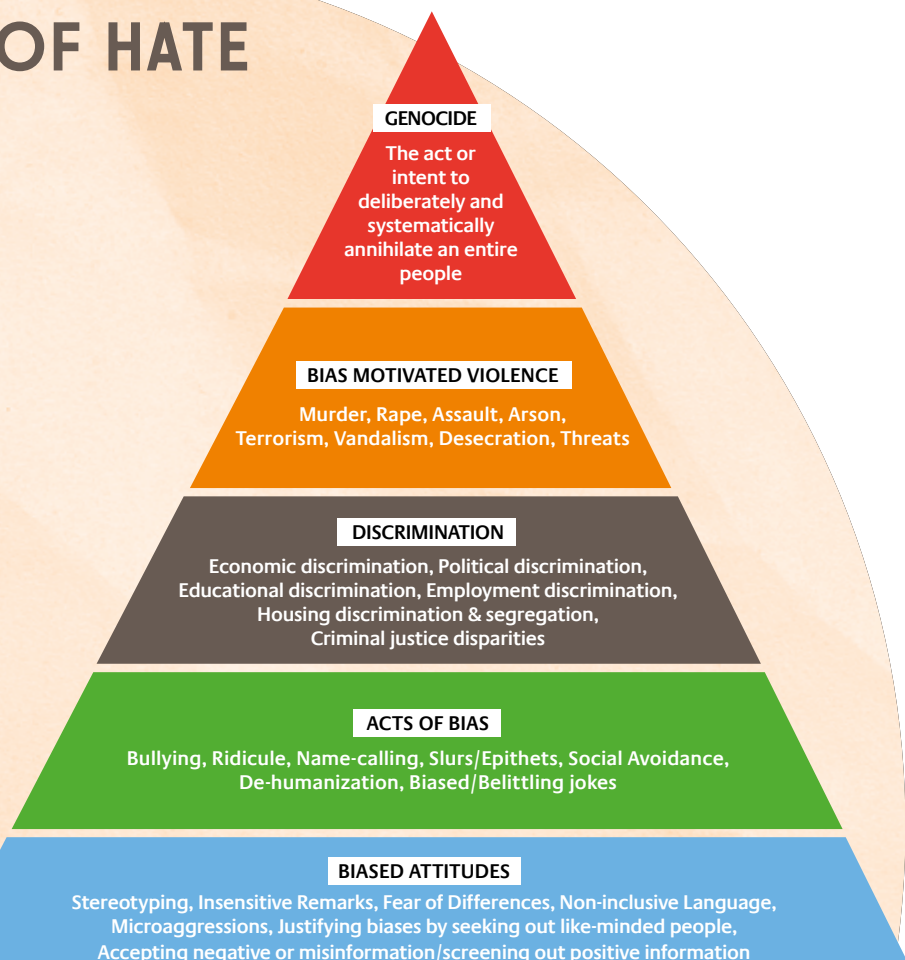 OF HATE
GENOCIDE
The act or
intent to
deliberately and
systematically
annihilate an entire
people
BIAS MOTIVATED VIOLENCE
Murder, Rape, Assault, Arson,
Terrorism, Vandalism, Desecration, Threats
DISCRIMINATION
Economic discrimination, Political discrimination,
Educational discrimination, Employment discrimination,
Housing discrimination & segregation,
Criminal justice disparities
ACTS OF BIAS
Bullying, Ridicule, Name-calling, Slurs/Epithets, Social Avoidance,
De-humanization, Biased/Belittling jokes
BIASED ATTITUDES
Stereotyping, Insensitive Remarks, Fear of Differences, Non-inclusive Language,
Microaggressions, Justifying biases by seeking out like-minded people,
Accepting negative or misinformation/screening out positive information